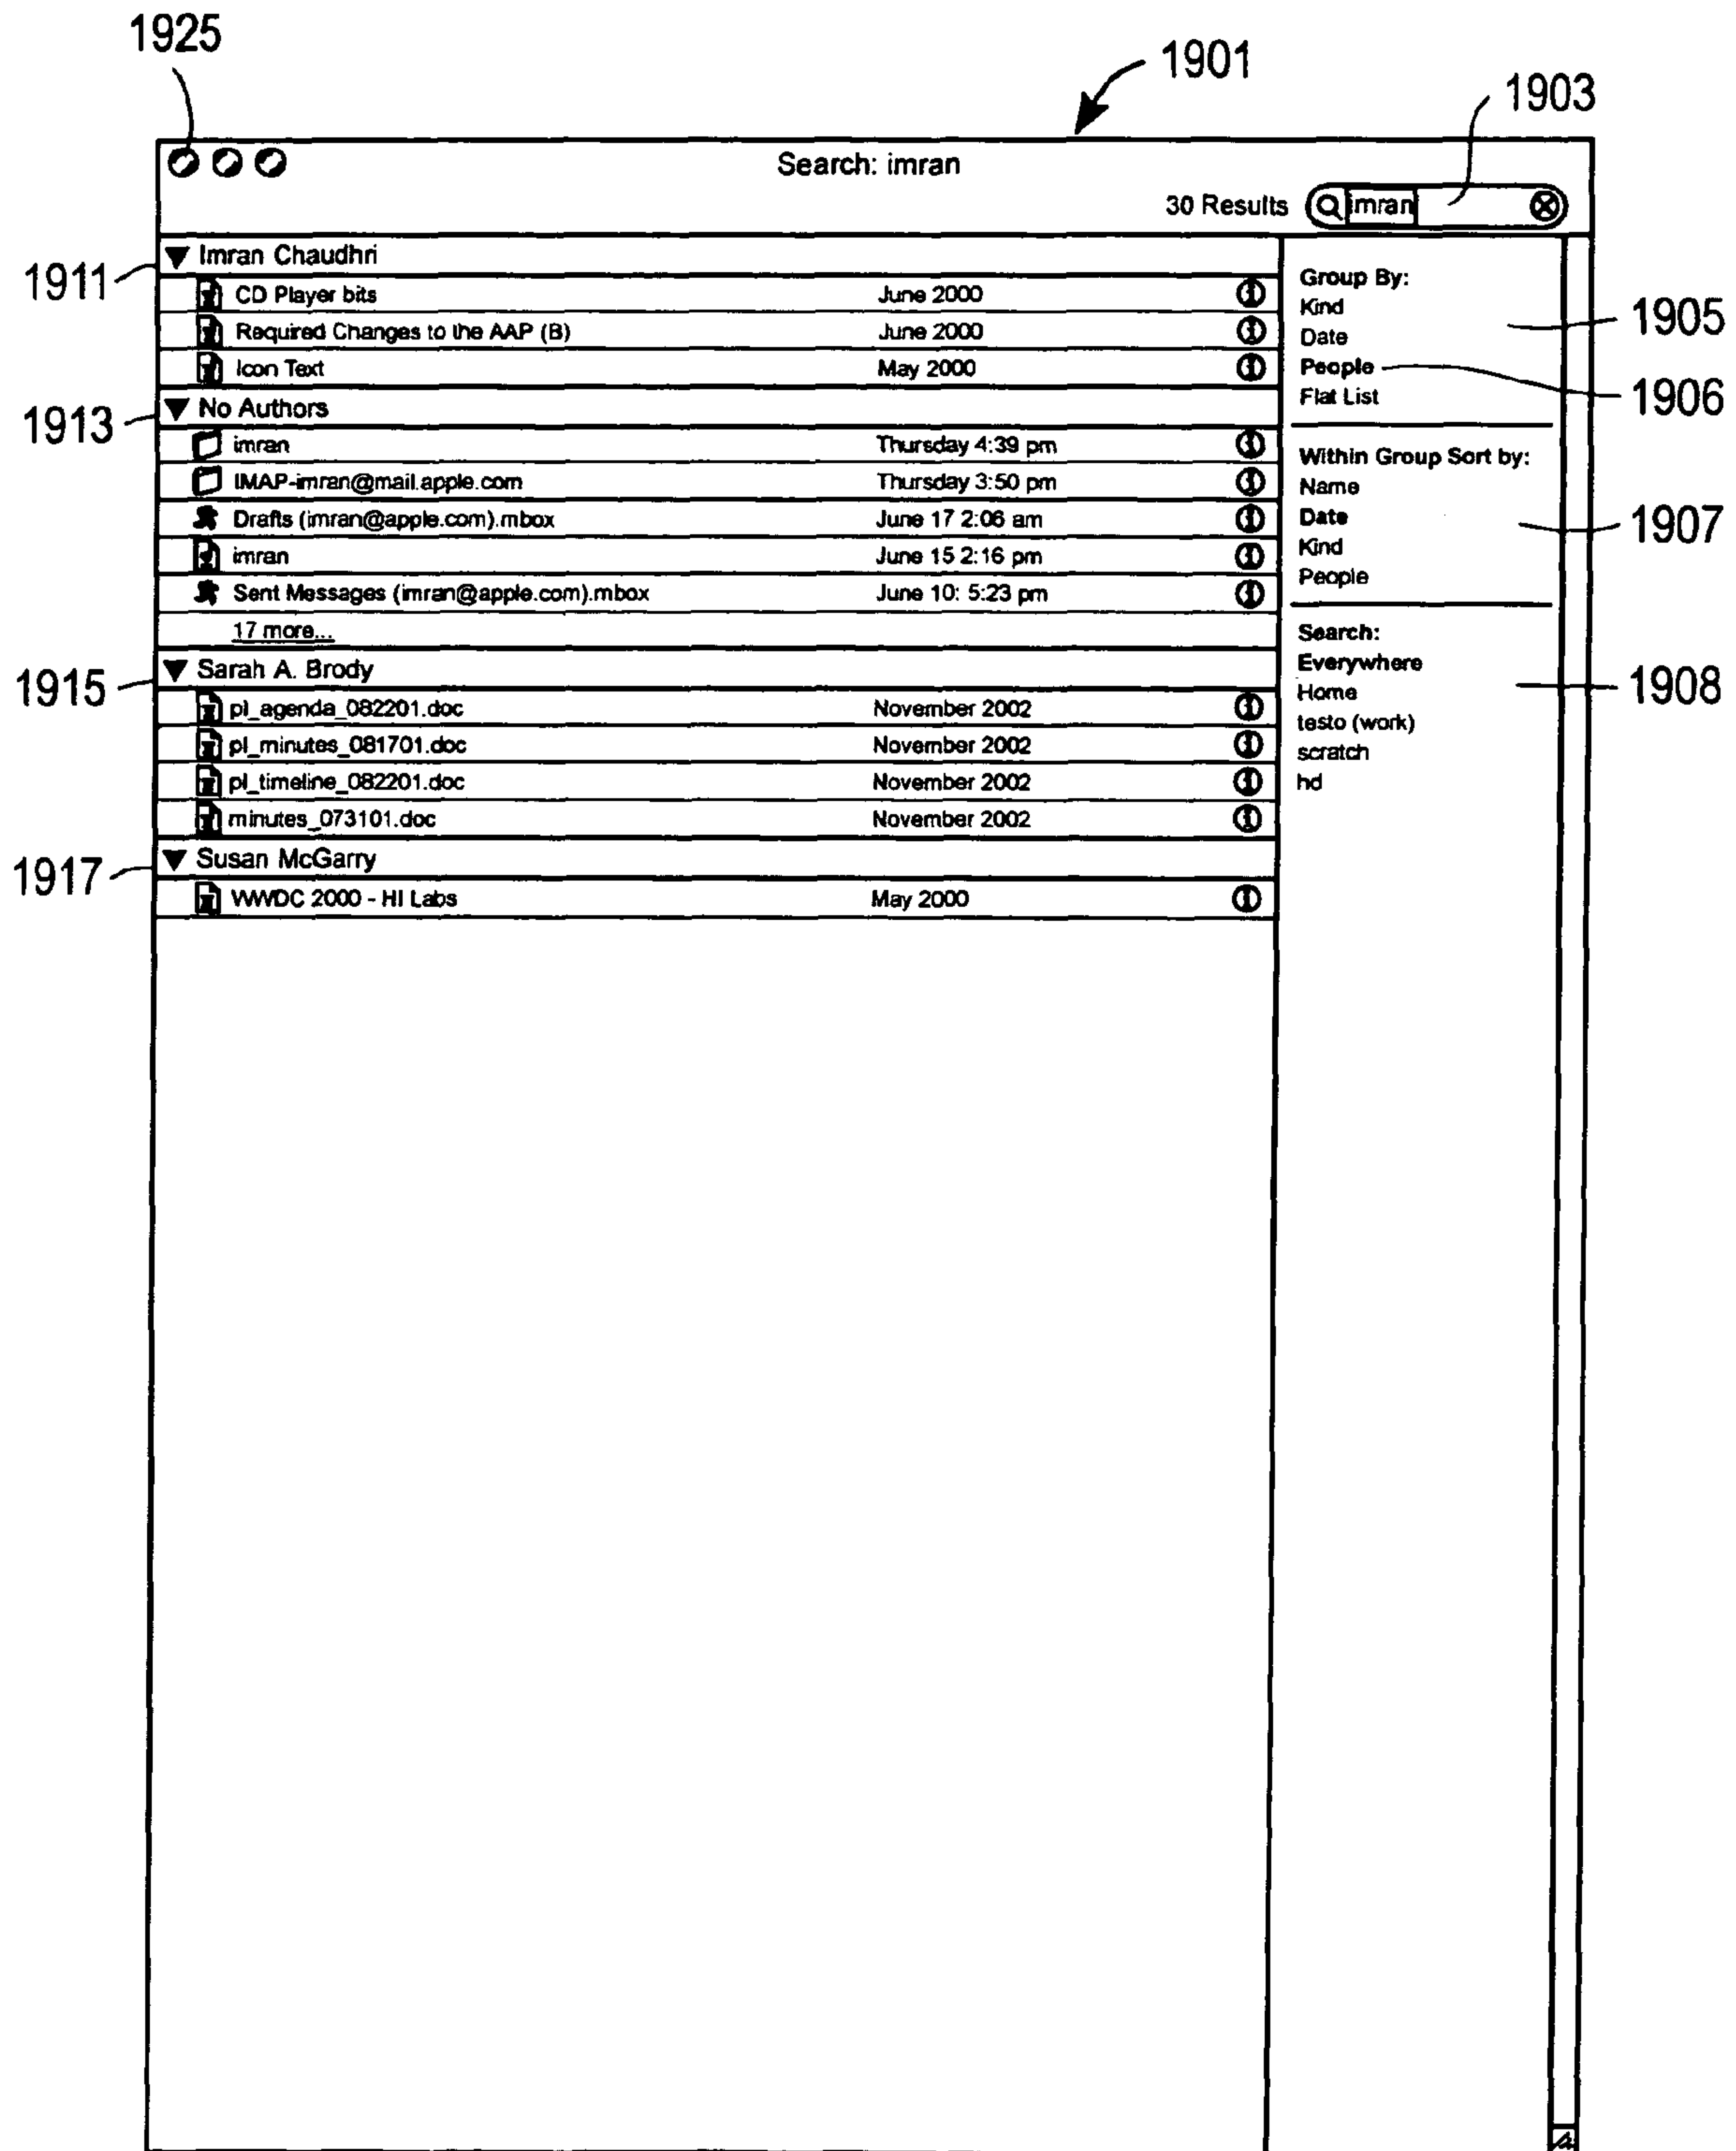 1925
1901
1903
Search: imran
30 Results
imran
1911
Imran Chaudhri
CD Player bits June 2000
Required Changes to the AAP (B) June 2000
Icon Text May 2000
1913
No Authors
imran Thursday 4:39 pm
IMAP-imran@mail.apple.com Thursday 3:50 pm
Drafts (imran@apple.com).mbox June 17 2:06 am
imran June 15 2:16 pm
Sent Messages (imran@apple.com).mbox June 10: 5:23 pm
17 more...
1915
Sarah A. Brody
pl_agenda_082201.doc November 2002
pl_minutes_081701.doc November 2002
pl_timeline_082201.doc November 2002
minutes_073101.doc November 2002
1917
Susan McGarry
WWDC 2000 - HI Labs May 2000
Group By:
Kind
Date
People
Flat List
1905
1906
Within Group Sort by:
Name
Date
Kind
People
1907
Search:
Everywhere
Home
testo (work)
scratch
hd
1908